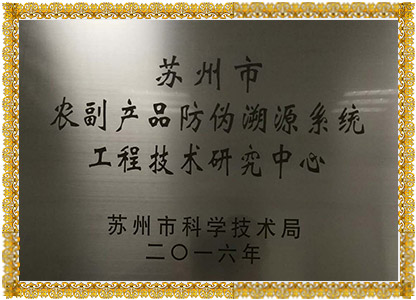 苏州市
农副产品防伪溯源系统
工程技术研究中心
苏州市科学技术局
二〇一六年